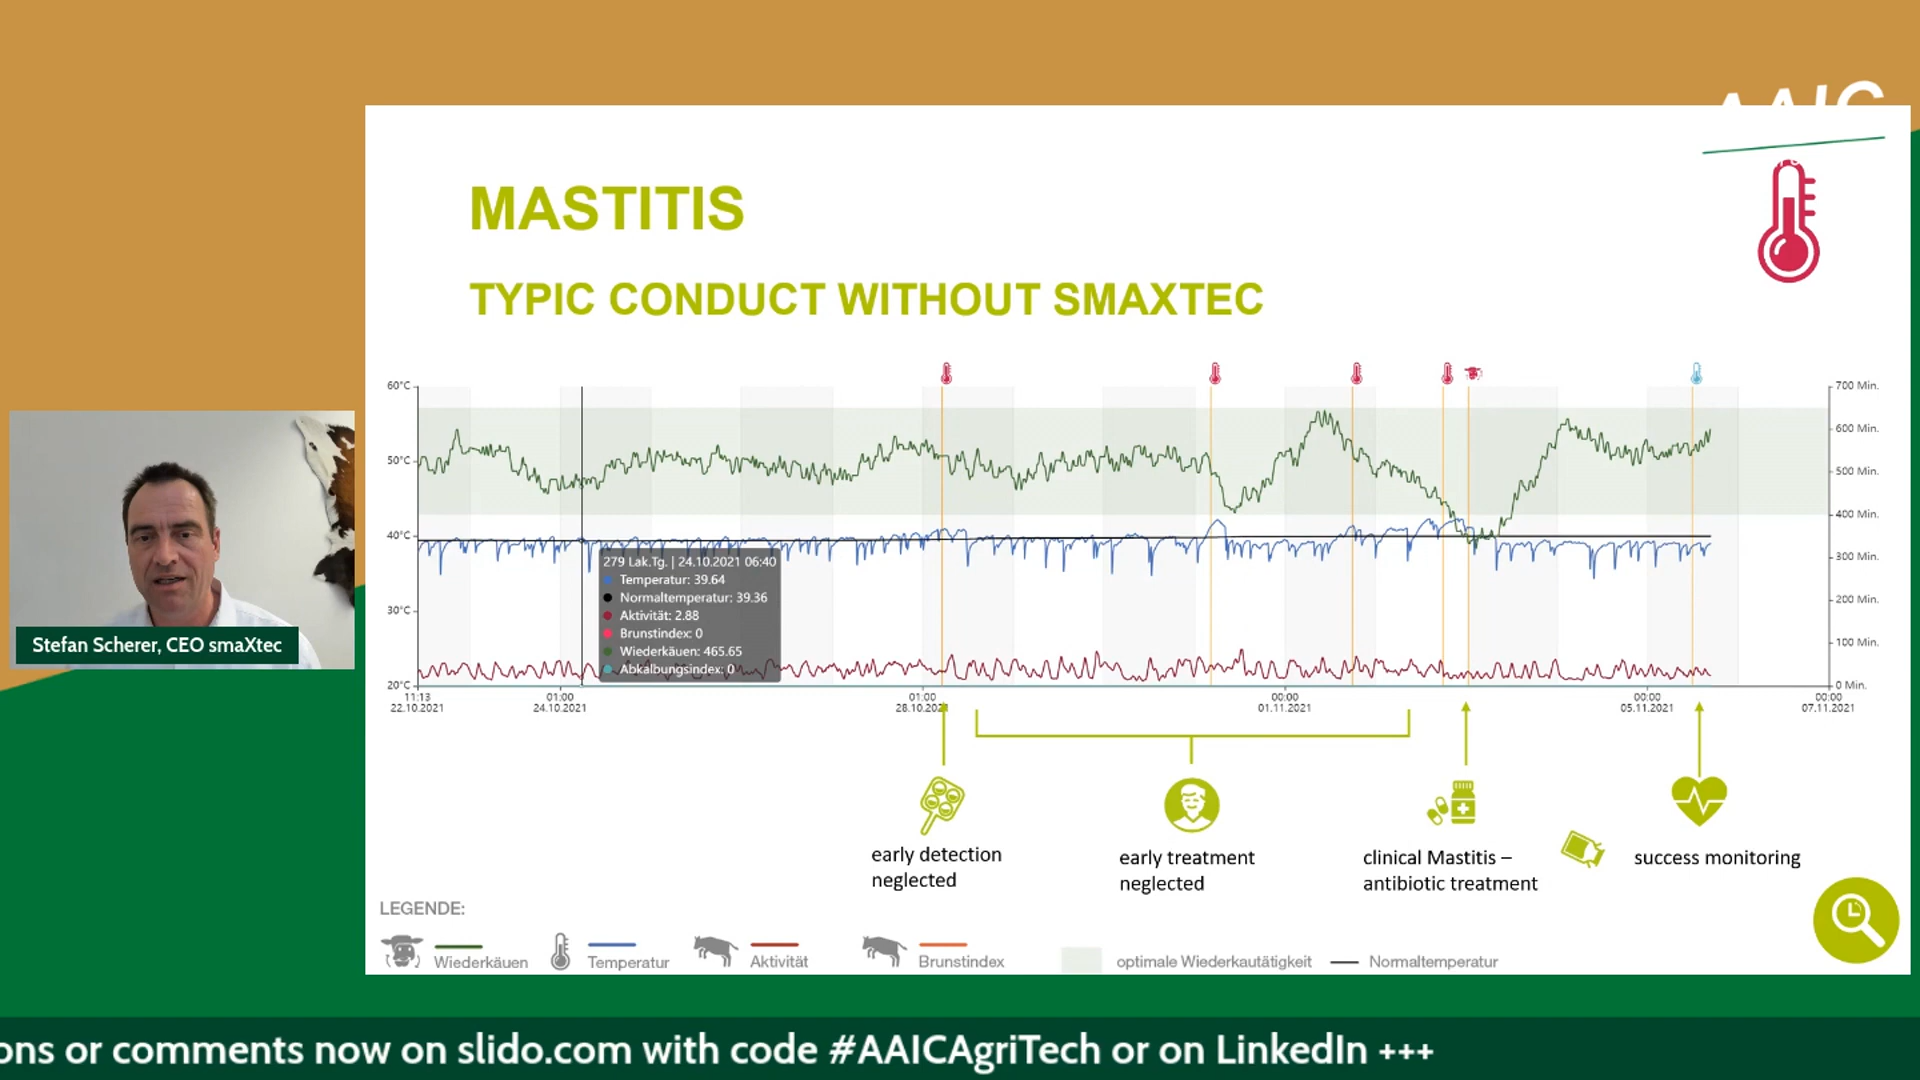 AAIC
MASTITIS
TYPIC CONDUCT WITHOUT SMAXTEC
60°C
50°C
40°C
30°C
20°C
700 Min.
600 Min.
500 Min.
400 Min.
300 Min.
200 Min.
100 Min.
0 Min.
279 Lak.Tg. | 24.10.2021 06:40
Temperatur: 39.64
Normaltemperatur: 39.36
Aktivität: 2.88
Brunstindex: 0
Wiederkäuen: 465.65
Abkalbungsindex: 0
11:13
22.10.2021
01:00
24.10.2021
01:00
28.10.2021
00:00
01.11.2021
00:00
05.11.2021
00:00
07.11.2021
Stefan Scherer, CEO smaXtec
early detection
neglected
early treatment
neglected
clinical Mastitis –
antibiotic treatment
success monitoring
LEGENDE:
Wiederkäuen
Temperatur
Aktivität
Brunstindex
optimale Wiederkautätigkeit
Normaltemperatur
ons or comments now on slido.com with code #AAICAgriTech or on LinkedIn +++